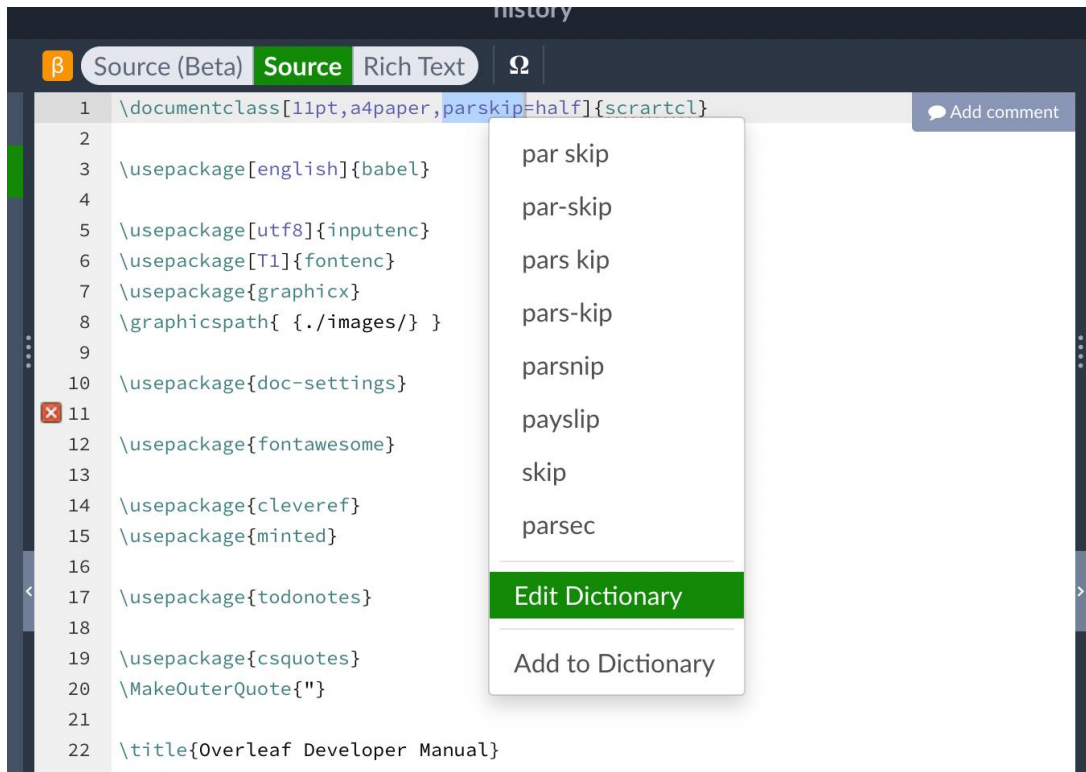 history
β Source (Beta) Source Rich Text Ω
1 \documentclass[11pt,a4paper,parskip=half]{scrartcl}
Add comment
2
3 \usepackage[english]{babel}
4
5 \usepackage[utf8]{inputenc}
6 \usepackage[T1]{fontenc}
7 \usepackage{graphicx}
8 \graphicspath{ {./images/} }
9
10 \usepackage{doc-settings}
11
12 \usepackage{fontawesome}
13
14 \usepackage{cleveref}
15 \usepackage{minted}
16
17 \usepackage{todonotes}
18
19 \usepackage{csquotes}
20 \MakeOuterQuote{"}
21
22 \title{Overleaf Developer Manual}
par skip
par-skip
pars kip
pars-kip
parsnip
payslip
skip
parsec
Edit Dictionary
Add to Dictionary